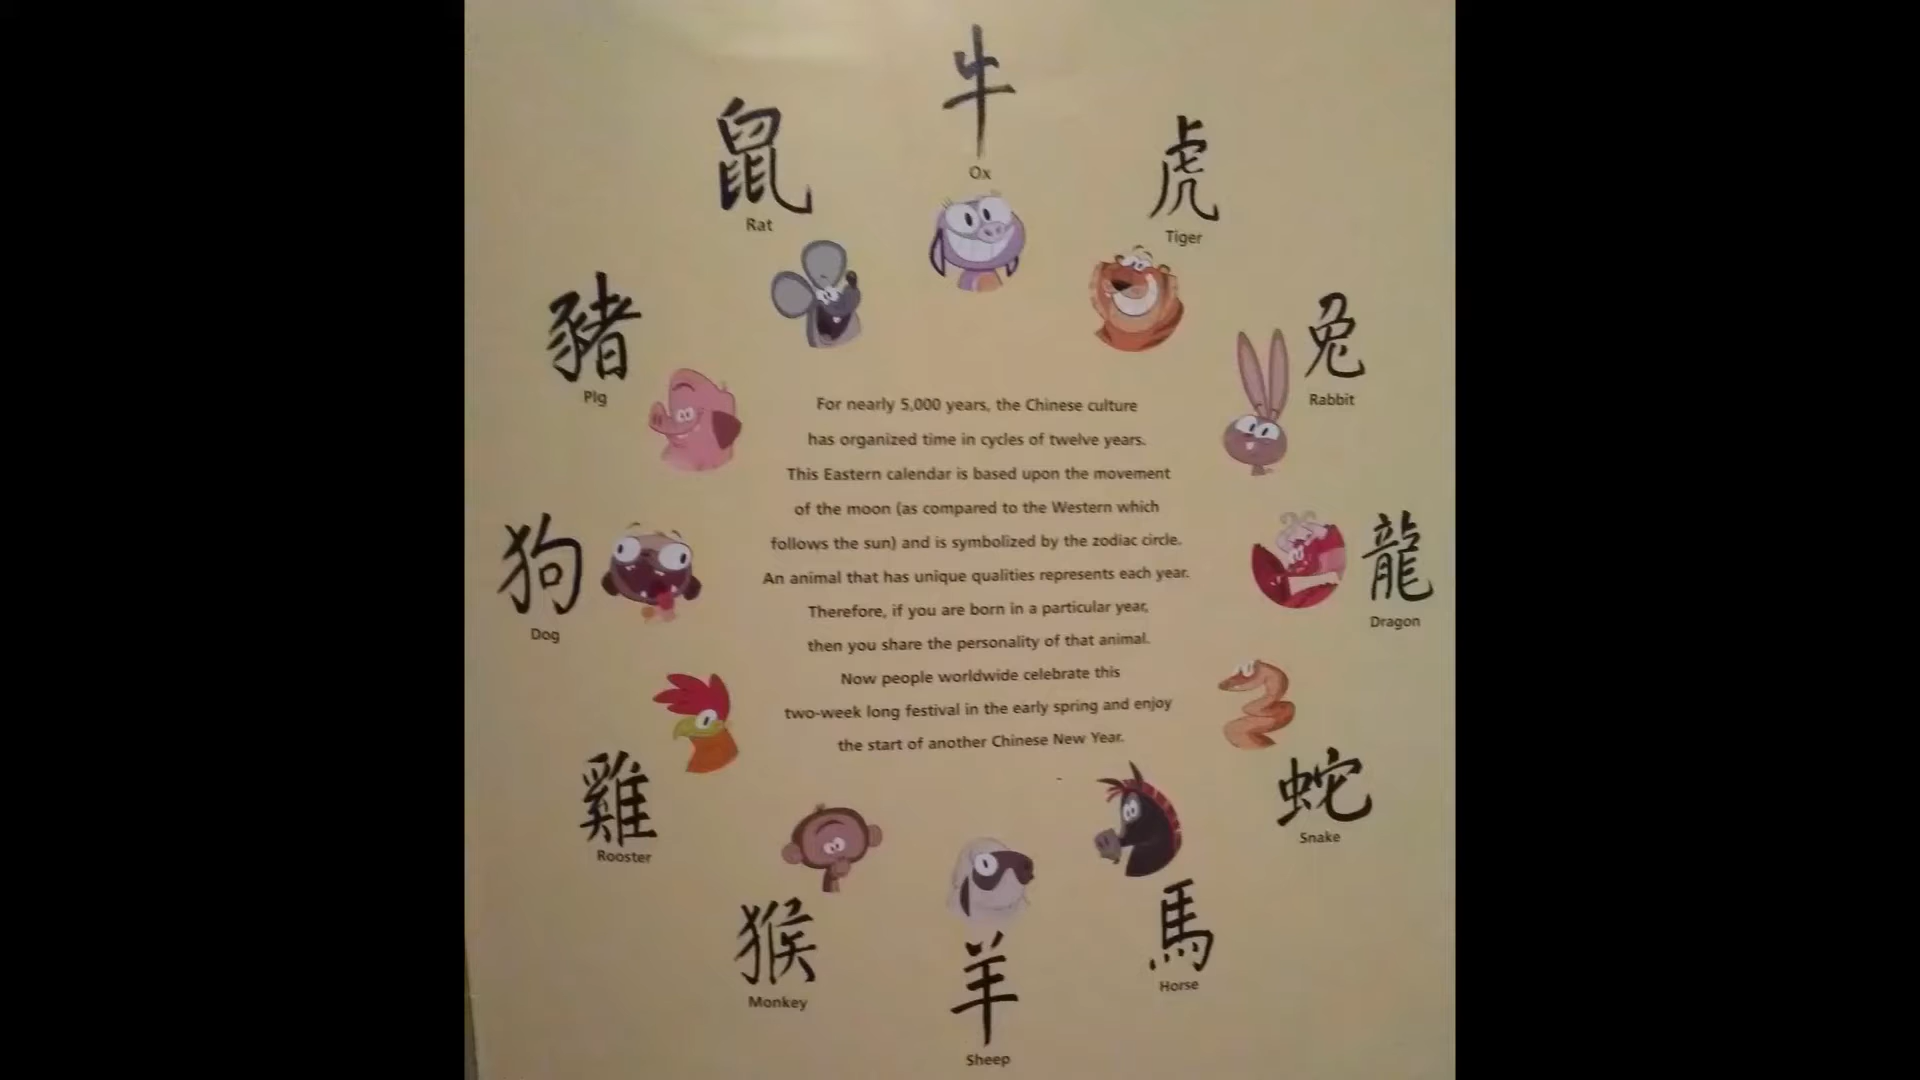 牛
Ox
鼠
Rat
虎
Tiger
豬
Pig
兔
Rabbit
For nearly 5,000 years, the Chinese culture
has organized time in cycles of twelve years.
This Eastern calendar is based upon the movement
of the moon (as compared to the Western which
follows the sun) and is symbolized by the zodiac circle.
An animal that has unique qualities represents each year.
Therefore, if you are born in a particular year,
then you share the personality of that animal.
Now people worldwide celebrate this
two-week long festival in the early spring and enjoy
the start of another Chinese New Year.
狗
Dog
龍
Dragon
雞
Rooster
蛇
Snake
猴
Monkey
馬
Horse
羊
Sheep